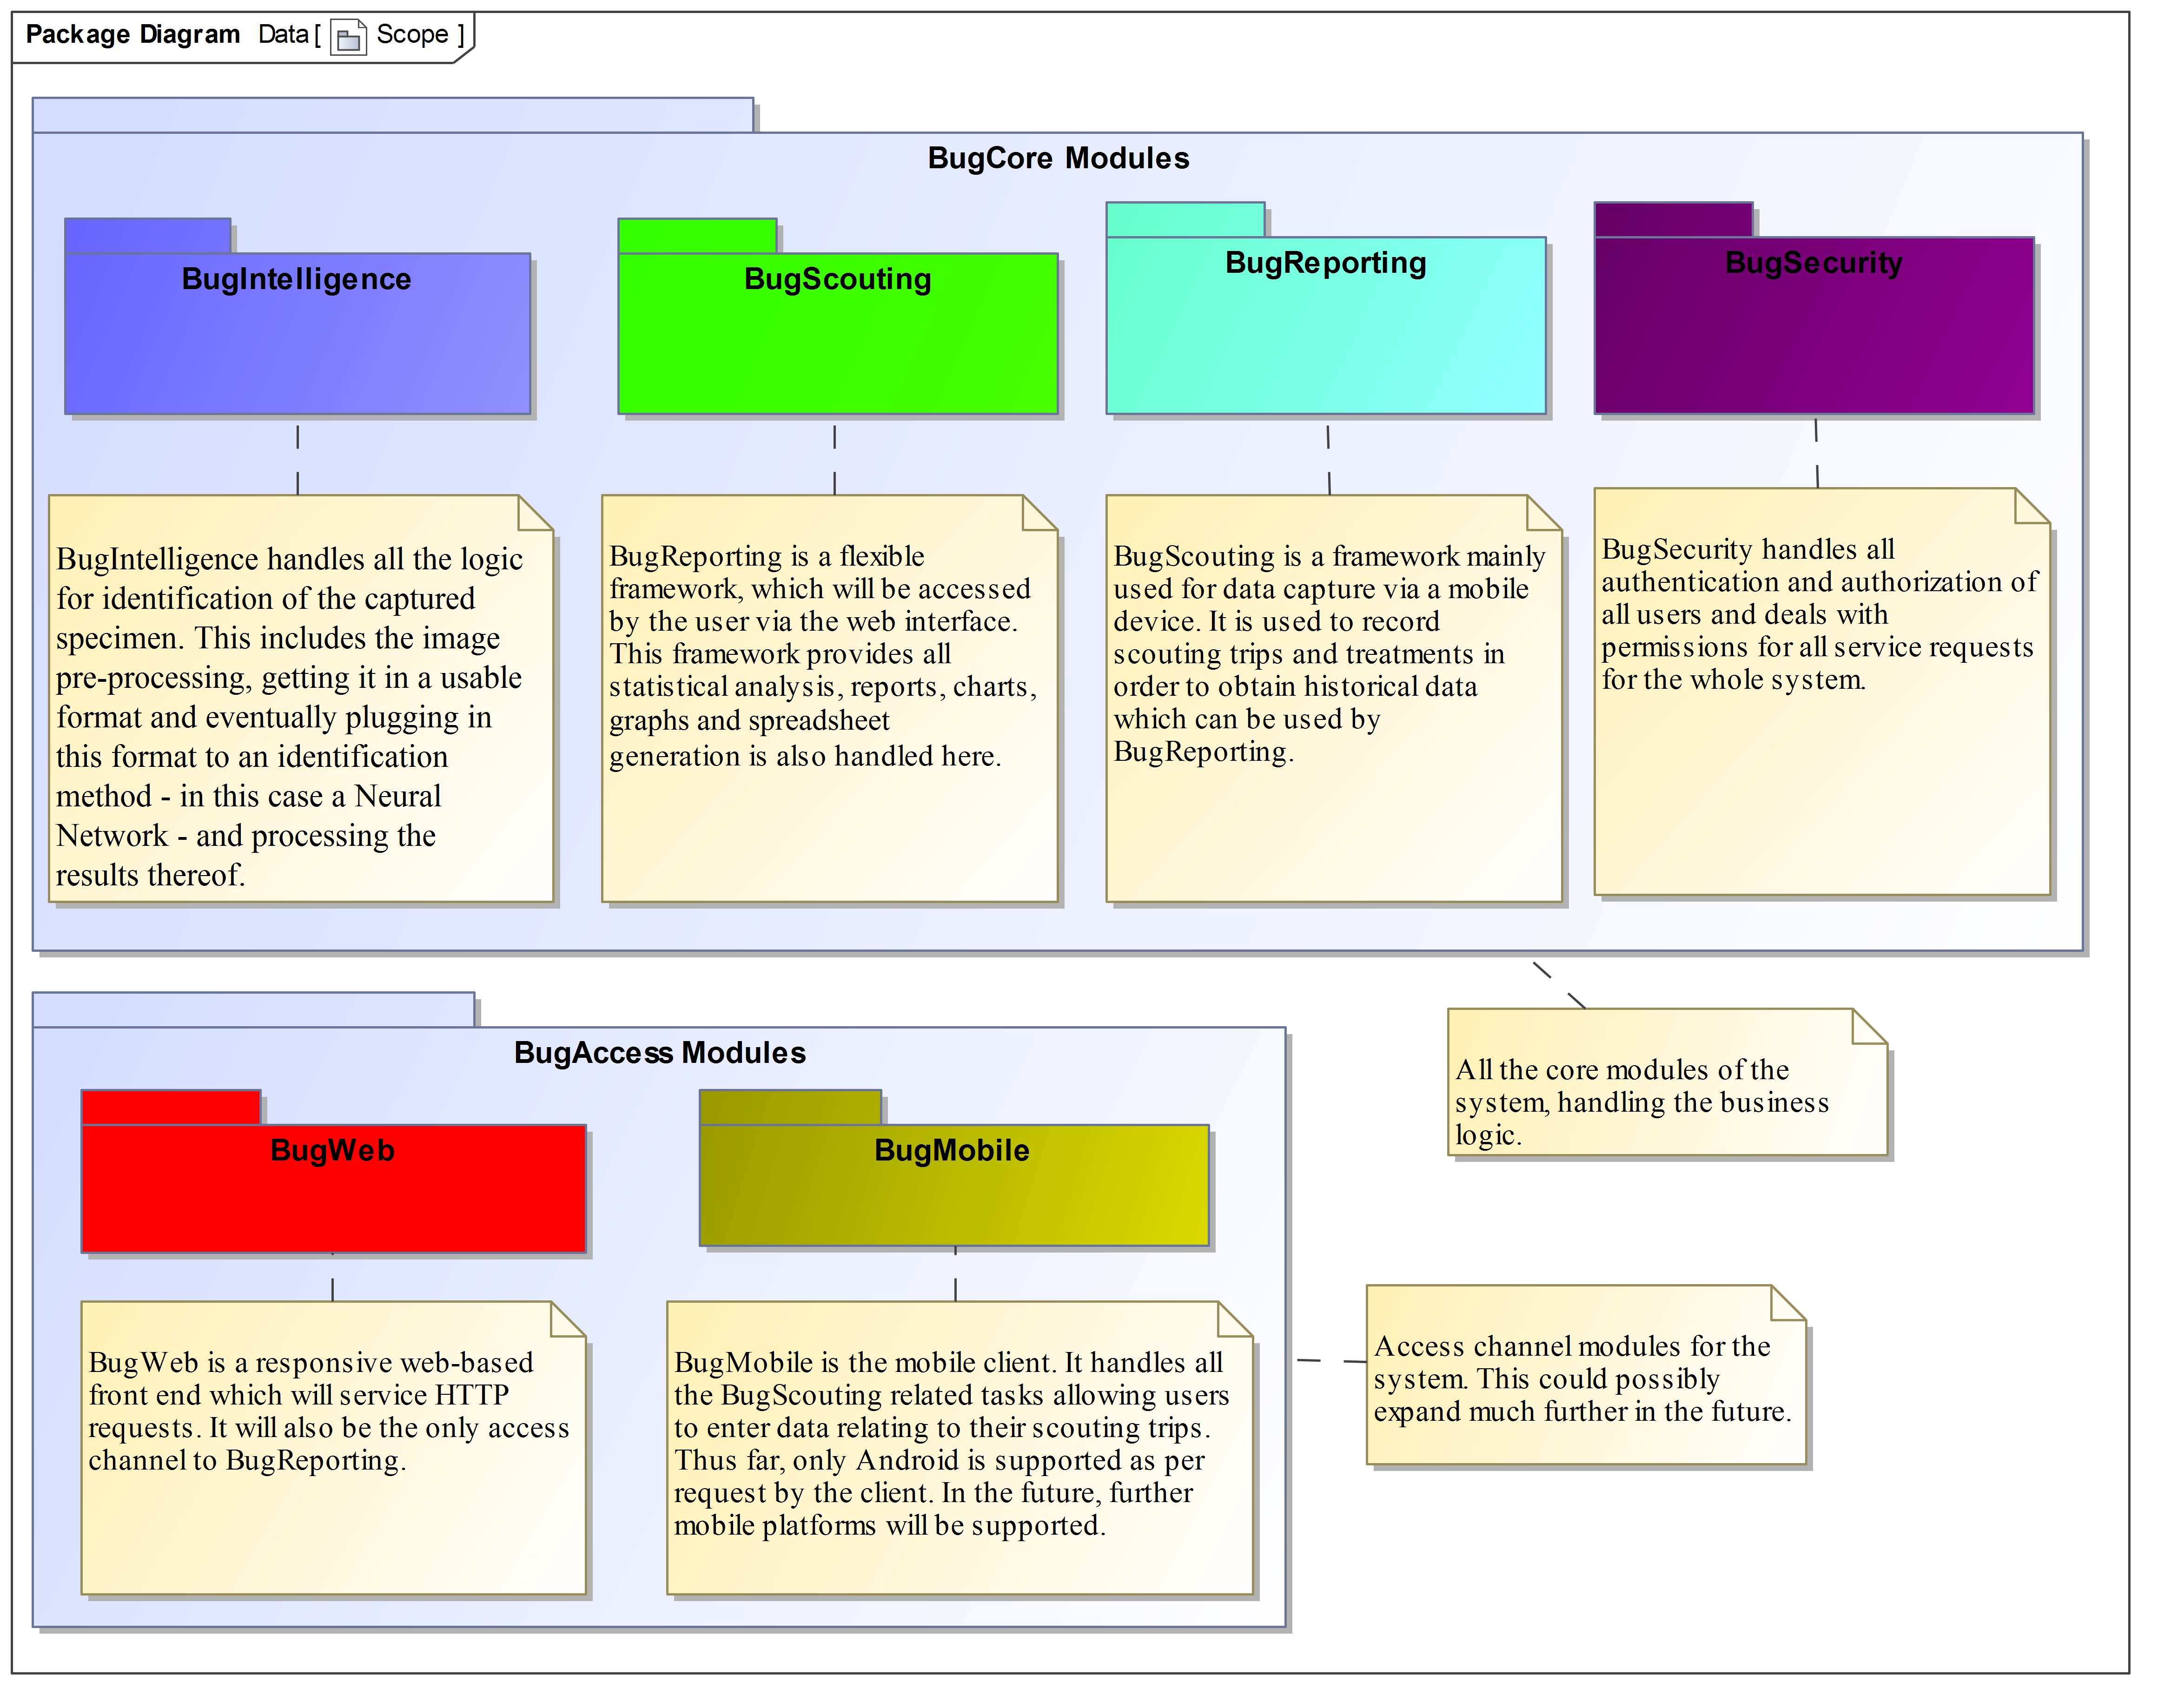 Package Diagram Data [ Scope ]
BugCore Modules
BugIntelligence
BugScouting
BugReporting
BugSecurity
BugIntelligence handles all the logic
for identification of the captured
specimen. This includes the image
pre-processing, getting it in a usable
format and eventually plugging in
this format to an identification
method - in this case a Neural
Network - and processing the
results thereof.
BugReporting is a flexible
framework, which will be accessed
by the user via the web interface.
This framework provides all
statistical analysis, reports, charts,
graphs and spreadsheet
generation is also handled here.
BugScouting is a framework mainly
used for data capture via a mobile
device. It is used to record
scouting trips and treatments in
order to obtain historical data
which can be used by
BugReporting.
BugSecurity handles all
authentication and authorization of
all users and deals with
permissions for all service requests
for the whole system.
All the core modules of the
system, handling the business
logic.
BugAccess Modules
BugWeb
BugMobile
BugWeb is a responsive web-based
front end which will service HTTP
requests. It will also be the only access
channel to BugReporting.
BugMobile is the mobile client. It handles all
the BugScouting related tasks allowing users
to enter data relating to their scouting trips.
Thus far, only Android is supported as per
request by the client. In the future, further
mobile platforms will be supported.
Access channel modules for the
system. This could possibly
expand much further in the future.